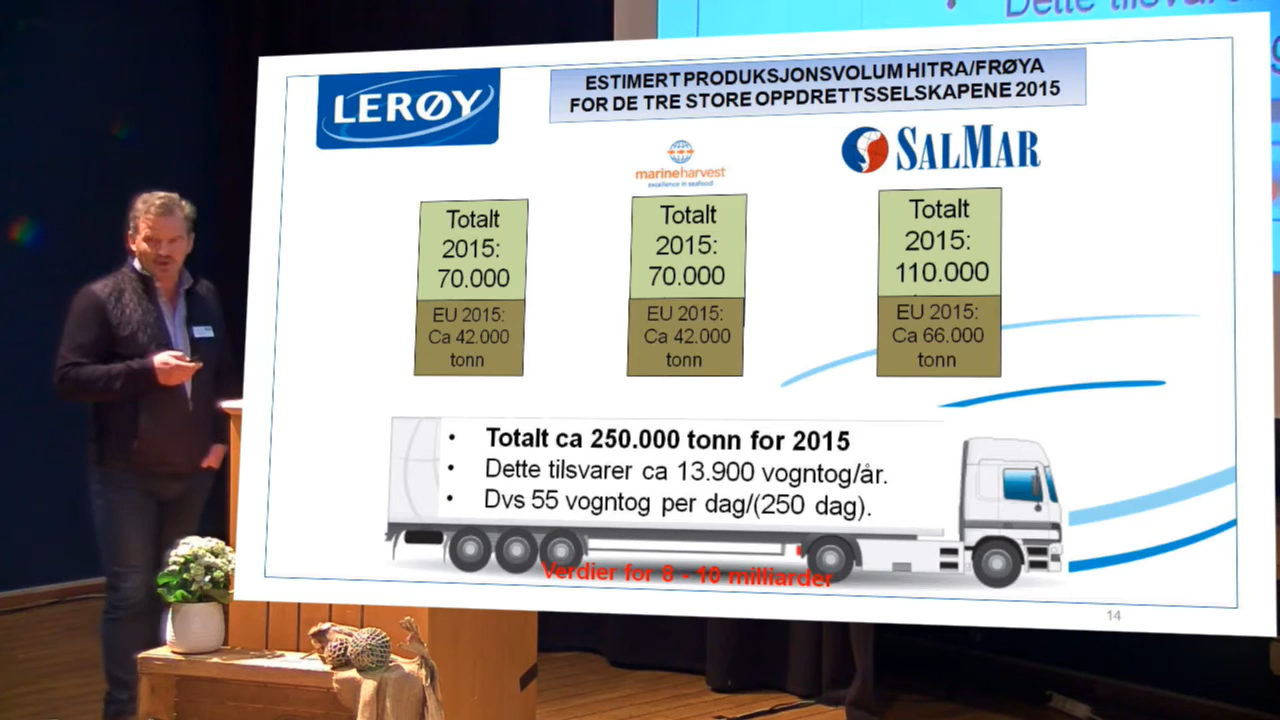 Dette tilsvare
LERØY
ESTIMERT PRODUKSJONSVOLUM HITRA/FRØYA
FOR DE TRE STORE OPPDRETTSSELSKAPENE 2015
marineharvest
excellence in seafood
SALMAR
Totalt
2015:
70.000
EU 2015:
Ca 42.000
tonn
Totalt
2015:
70.000
EU 2015:
Ca 42.000
tonn
Totalt
2015:
110.000
EU 2015:
Ca 66.000
tonn
• Totalt ca 250.000 tonn for 2015
• Dette tilsvarer ca 13.900 vogntog/år.
• Dvs 55 vogntog per dag/(250 dag).
Verdier for 8 - 10 milliarder
14